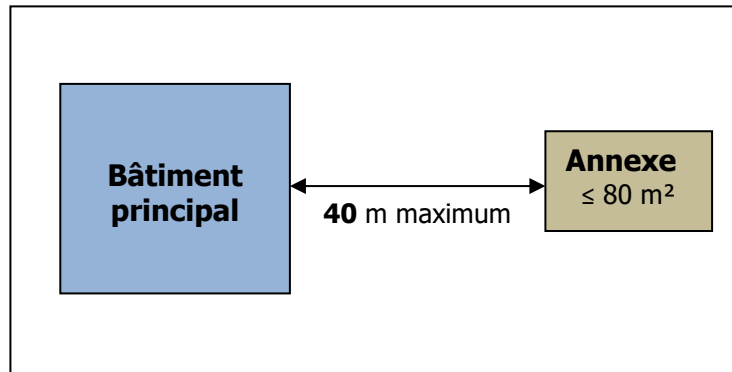 Bâtiment
principal
40 m maximum
Annexe
≤ 80 m²